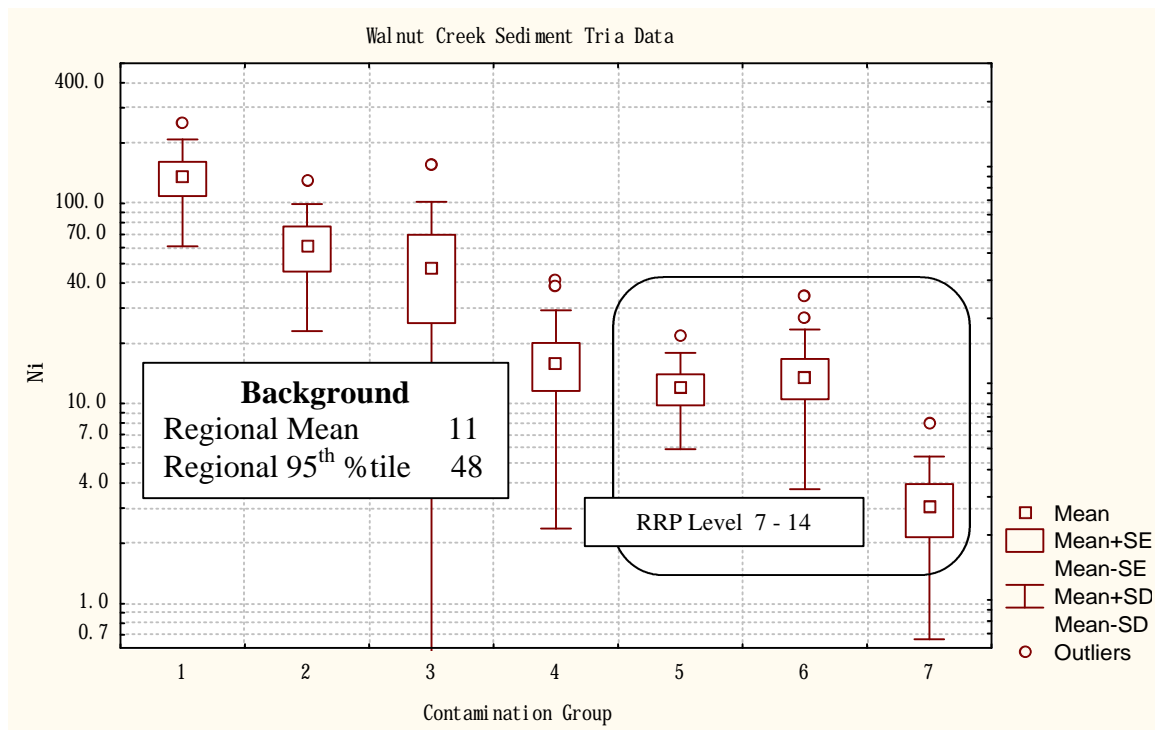 Walnut Creek Sediment Tria Data
400.0
100.0
70.0
40.0
10.0
7.0
4.0
1.0
0.7
Ni
Background
Regional Mean 11
Regional 95th %tile 48
RRP Level 7 - 14
1 2 3 4 5 6 7
Contamination Group
Mean
Mean+SE
Mean-SE
Mean+SD
Mean-SD
Outliers